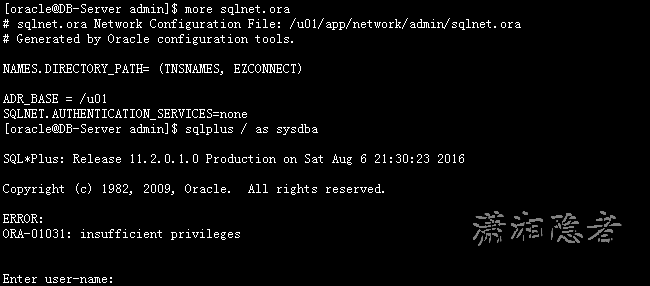 [oracle@DB-Server admin]$ more sqlnet.ora
# sqlnet.ora Network Configuration File: /u01/app/network/admin/sqlnet.ora
# Generated by Oracle configuration tools.
NAMES.DIRECTORY_PATH= (TNSNAMES, EZCONNECT)
ADR_BASE = /u01
SQLNET.AUTHENTICATION_SERVICES=none
[oracle@DB-Server admin]$ sqlplus / as sysdba
SQL*Plus: Release 11.2.0.1.0 Production on Sat Aug 6 21:30:23 2016
Copyright (c) 1982, 2009, Oracle.  All rights reserved.
ERROR:
ORA-01031: insufficient privileges
潇湘隐者
Enter user-name: